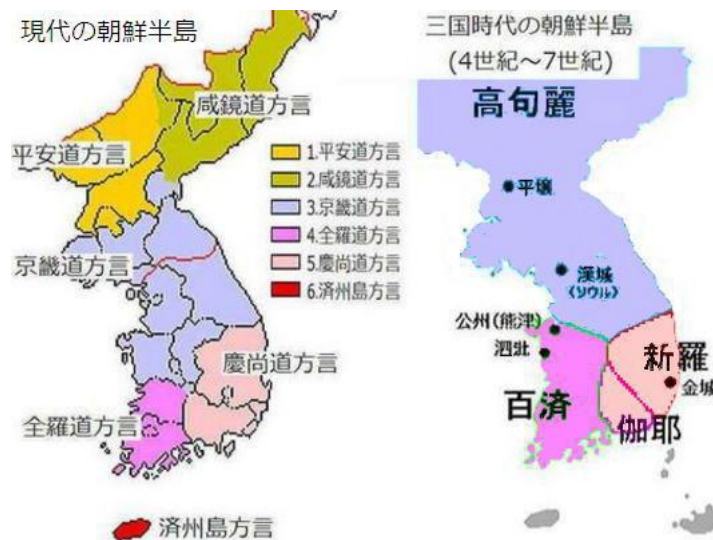 現代の朝鮮半島
咸鏡道方言
平安道方言
1.平安道方言
2.咸鏡道方言
3.京畿道方言
4.全羅道方言
5.慶尚道方言
6.済州島方言
京畿道方言
慶尚道方言
全羅道方言
済州島方言
三国時代の朝鮮半島
(4世紀～7世紀)
高句麗
平壌
漢城
(ソウル)
公州(熊津)
泗沘
新羅
金城
百済
伽耶